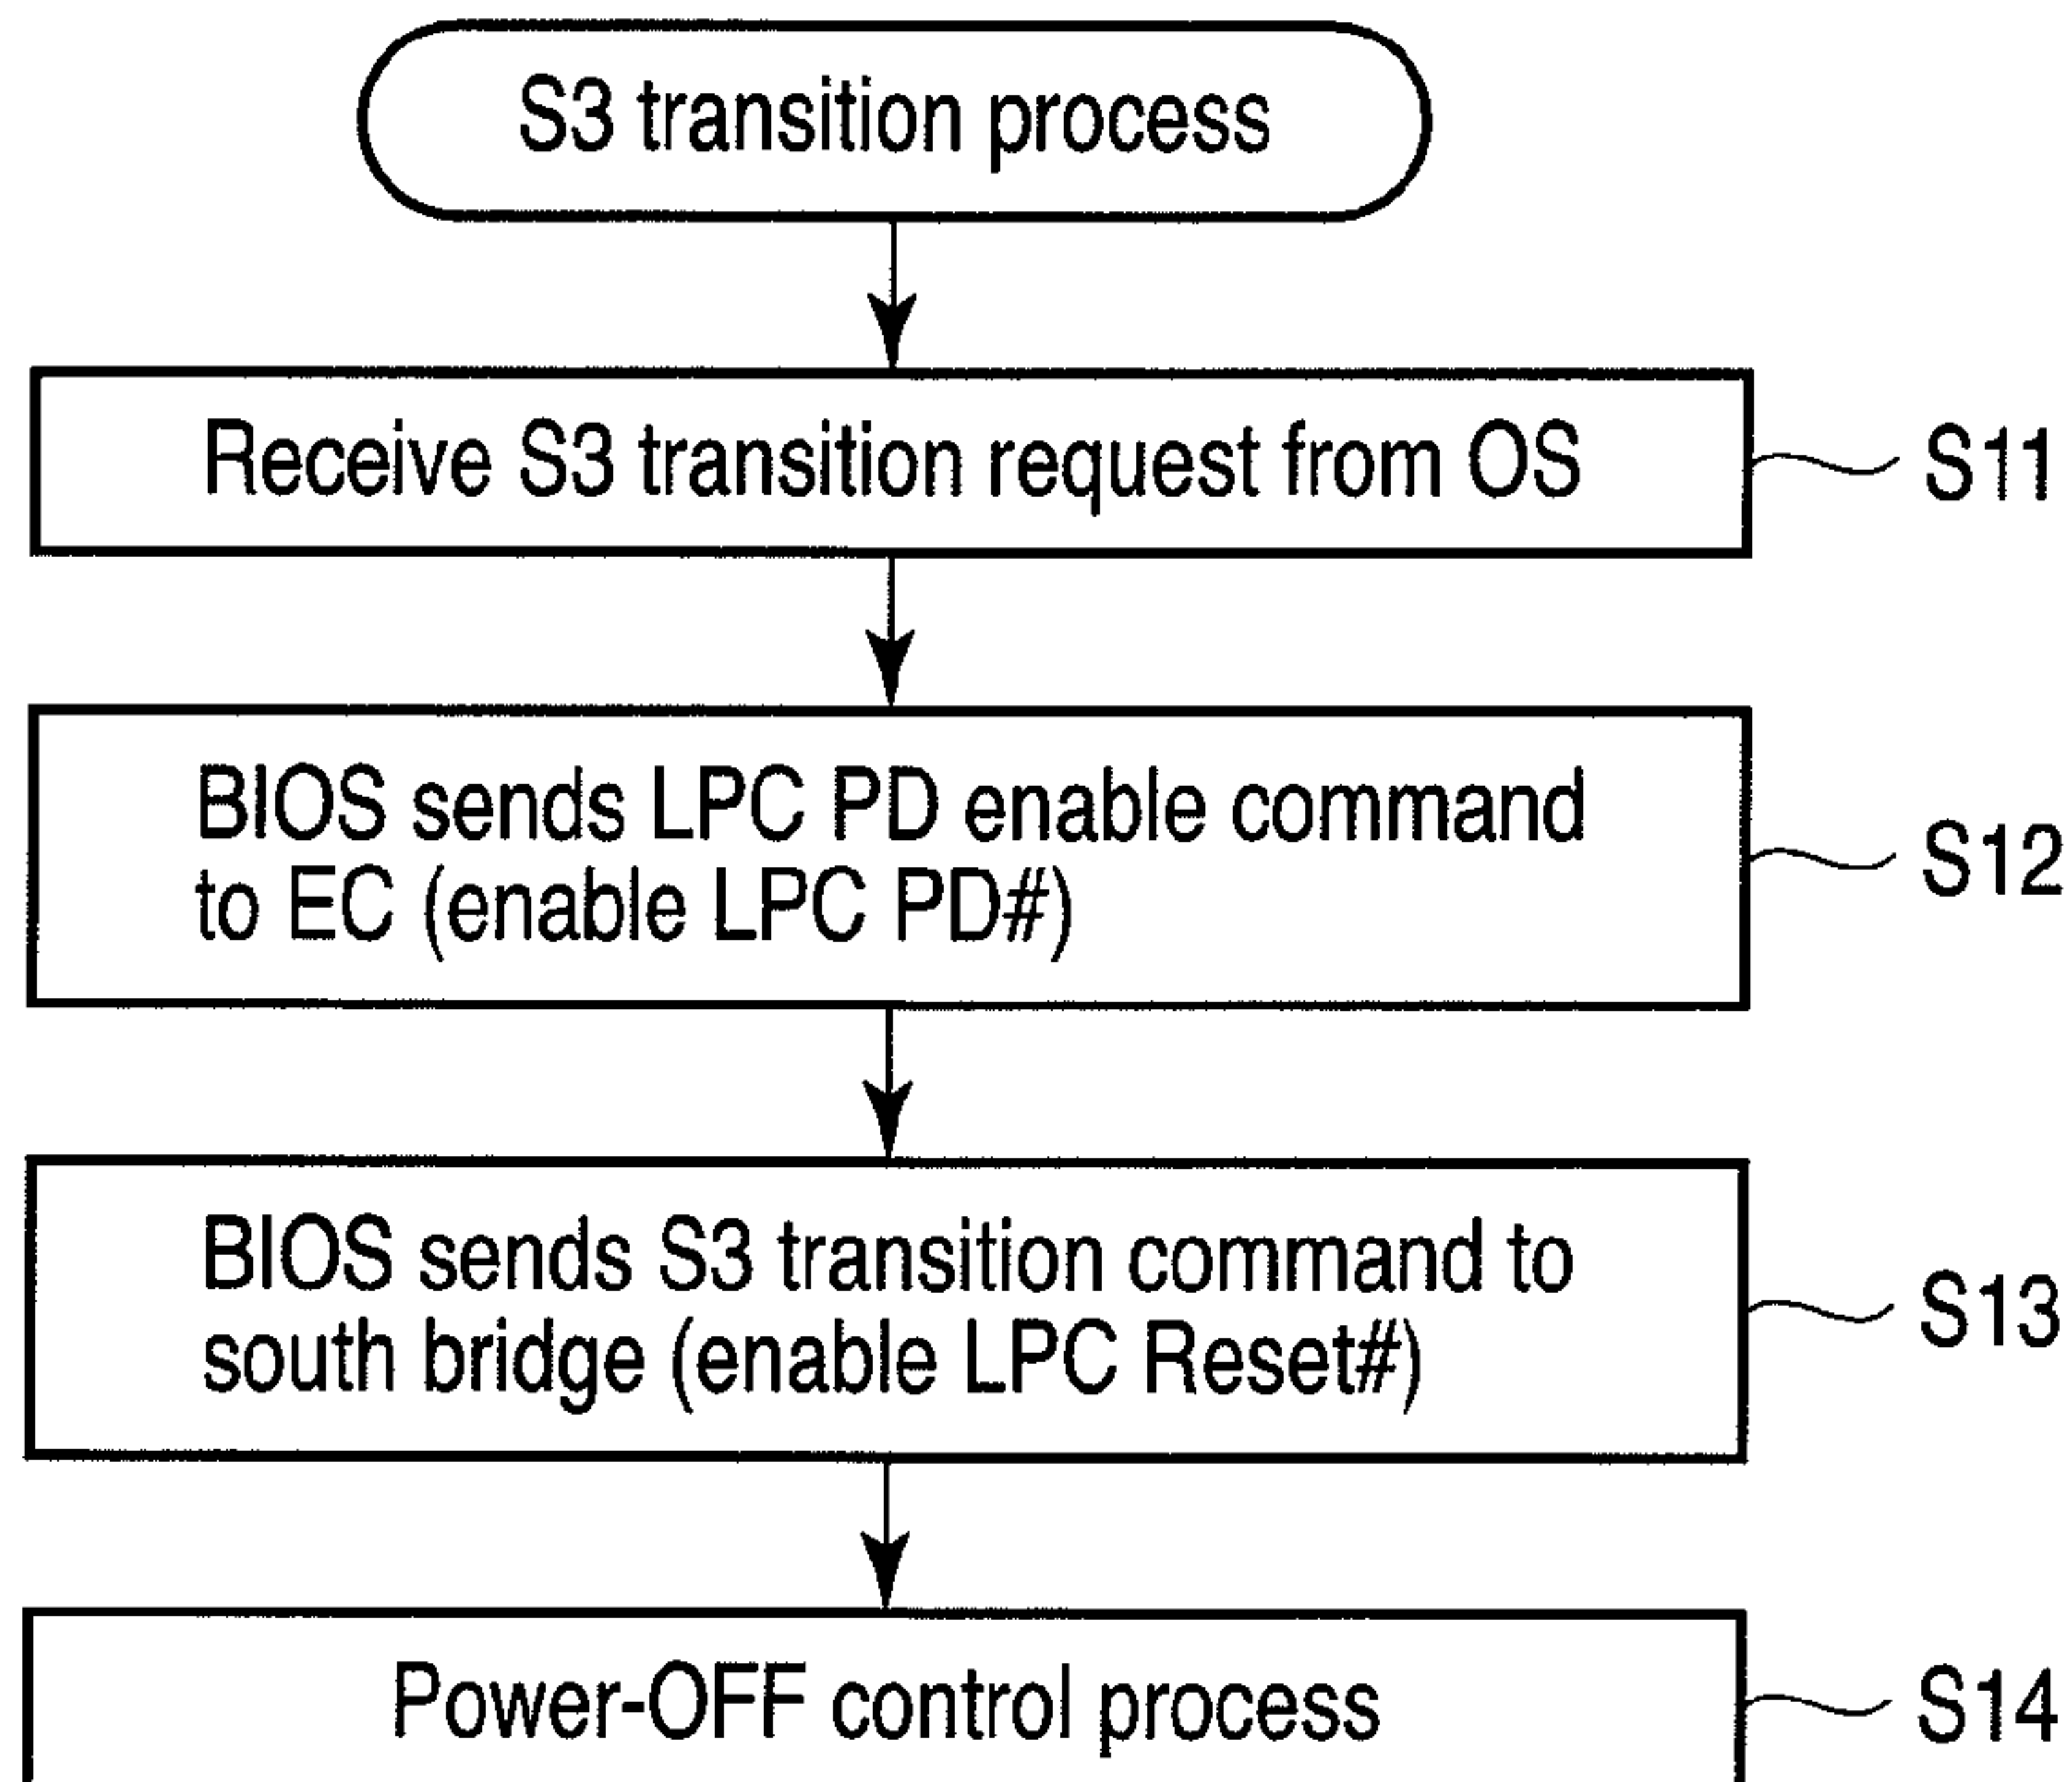 S3 transition process
Receive S3 transition request from OS
S11
BIOS sends LPC PD enable command
to EC (enable LPC PD#)
S12
BIOS sends S3 transition command to
south bridge (enable LPC Reset#)
S13
Power-OFF control process
S14